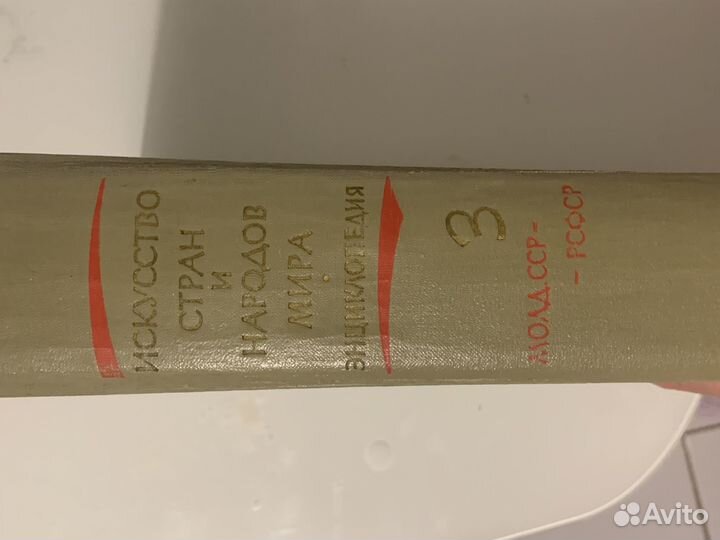 ИСКУССТВО
СТРАН
И
НАРОДОВ
МИРА
ЭНЦИКЛОПЕДИЯ
3
МОЛД.ССР-
-РСФСР
Avito